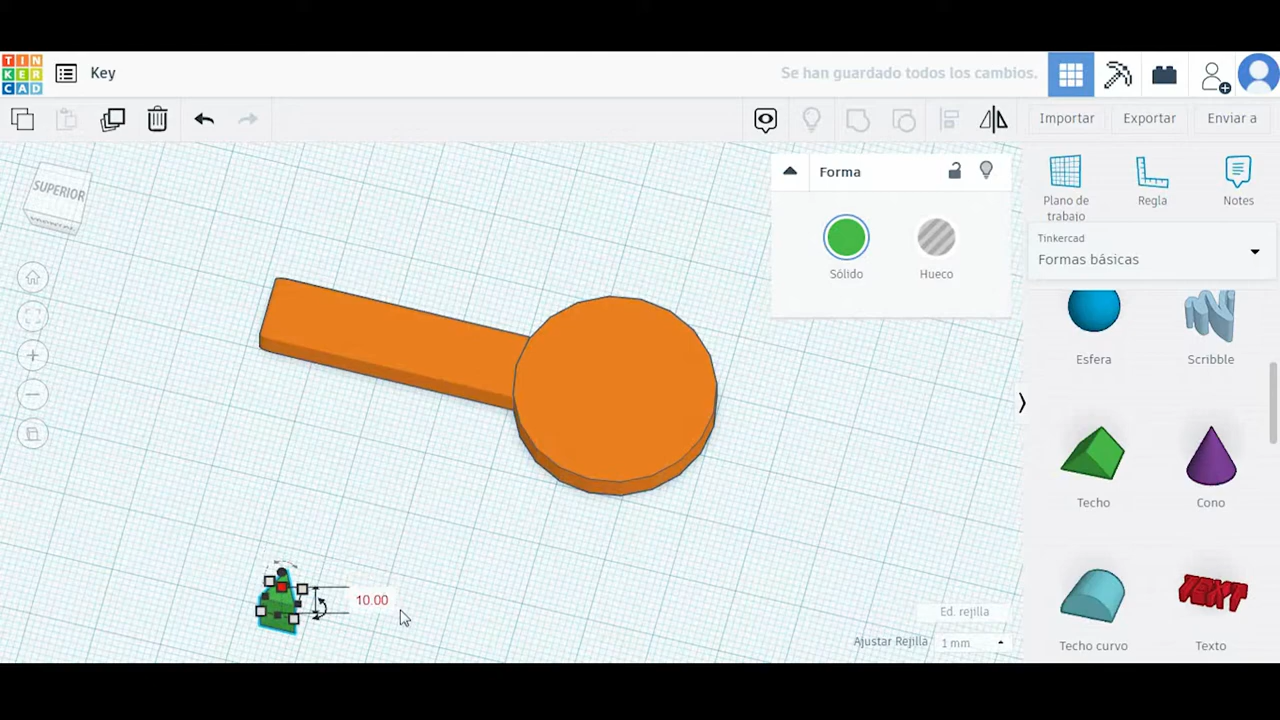 TIN
KER
CAD
Key
Se han guardado todos los cambios.
Importar
Exportar
Enviar a
SUPERIOR
Forma
Sólido
Hueco
Plano de
trabajo
Regla
Notes
Tinkercad
Formas básicas
Esfera
Scribble
Techo
Cono
TEXT
Techo curvo
Texto
10.00
Ed. rejilla
Ajustar Rejilla
1 mm